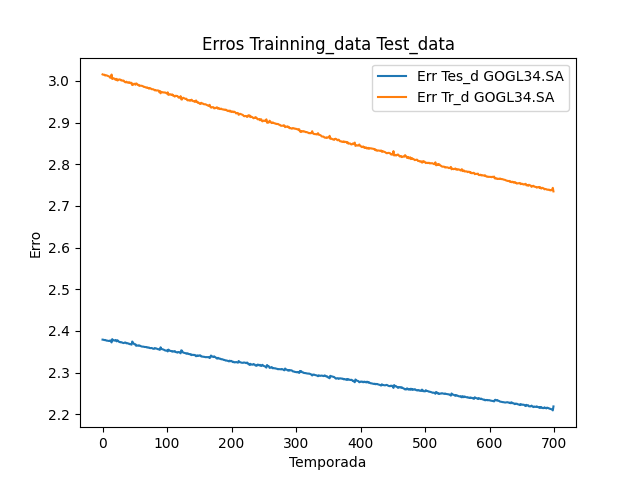 Erros Trainning_data Test_data
Err Tes_d GOGL34.SA
Err Tr_d GOGL34.SA
3.0
2.9
2.8
2.7
2.6
2.5
2.4
2.3
2.2
Erro
0 100 200 300 400 500 600 700
Temporada